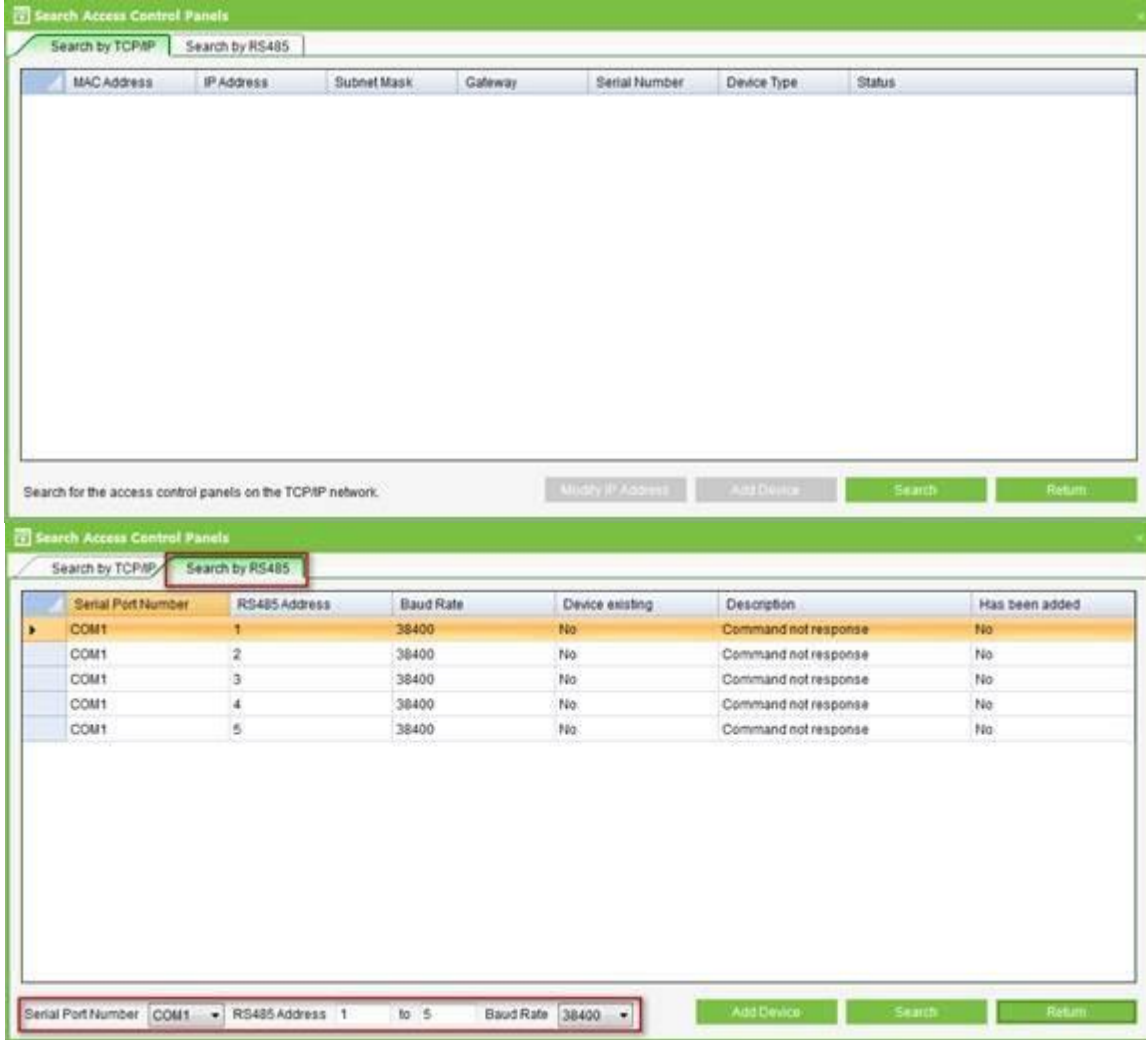 Search Access Control Panels
Search by TCP/IP Search by RS485
MAC Address IP Address Subnet Mask Gateway Serial Number Device Type Status
Search for the access control panels on the TCP/IP network. Modify IP Address Add Device Search Return
Search Access Control Panels
Search by TCP/IP Search by RS485
Serial Port Number RS485 Address Baud Rate Device existing Description Has been added
COM1 1 38400 No Command not response No
COM1 2 38400 No Command not response No
COM1 3 38400 No Command not response No
COM1 4 38400 No Command not response No
COM1 5 38400 No Command not response No
Serial Port Number COM1 RS485 Address 1 to 5 Baud Rate 38400 Add Device Search Return